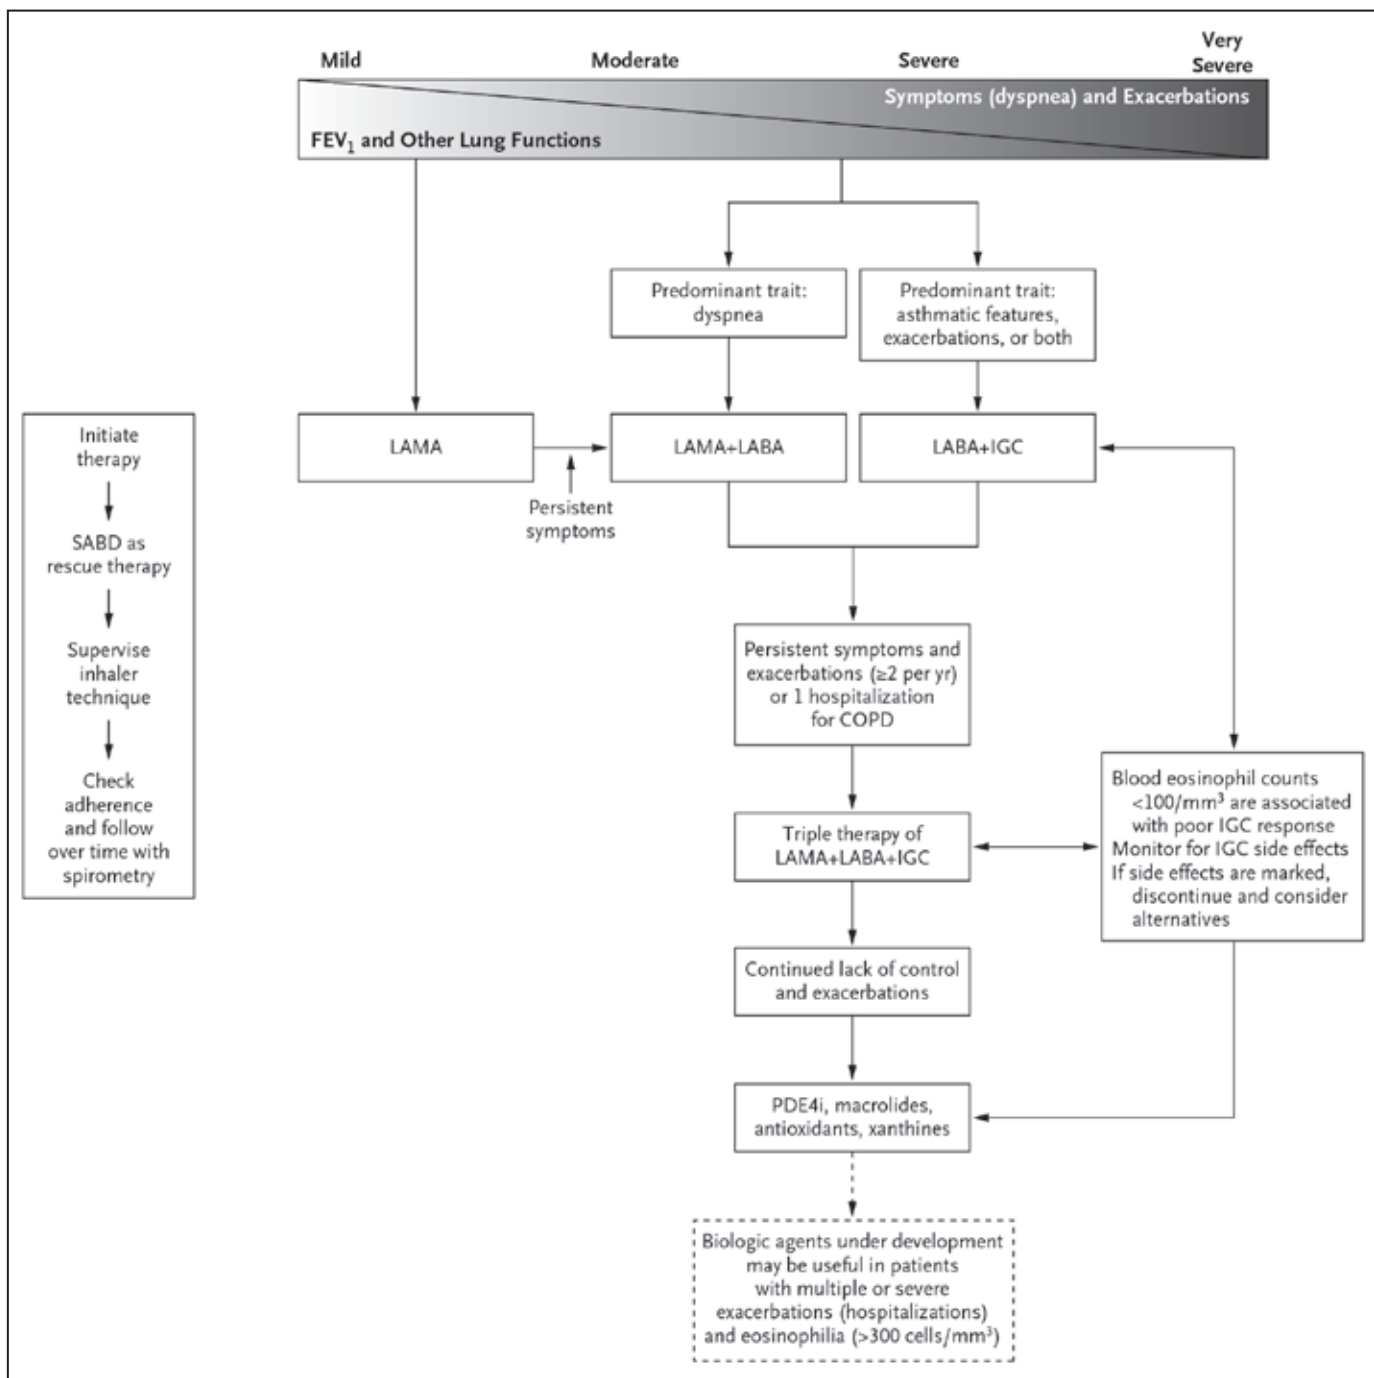 Mild
Moderate
Severe
Very
Severe
Symptoms (dyspnea) and Exacerbations
FEV₁ and Other Lung Functions
Predominant trait:
dyspnea
Predominant trait:
asthmatic features,
exacerbations, or both
Initiate
therapy
SABD as
rescue therapy
Supervise
inhaler
technique
Check
adherence
and follow
over time with
spirometry
LAMA
Persistent
symptoms
LAMA+LABA
LABA+IGC
Persistent symptoms and
exacerbations (≥2 per yr)
or 1 hospitalization
for COPD
Triple therapy of
LAMA+LABA+IGC
Blood eosinophil counts
<100/mm³ are associated
with poor IGC response
Monitor for IGC side effects
If side effects are marked,
discontinue and consider
alternatives
Continued lack of control
and exacerbations
PDE4i, macrolides,
antioxidants, xanthines
Biologic agents under development
may be useful in patients
with multiple or severe
exacerbations (hospitalizations)
and eosinophilia (>300 cells/mm³)